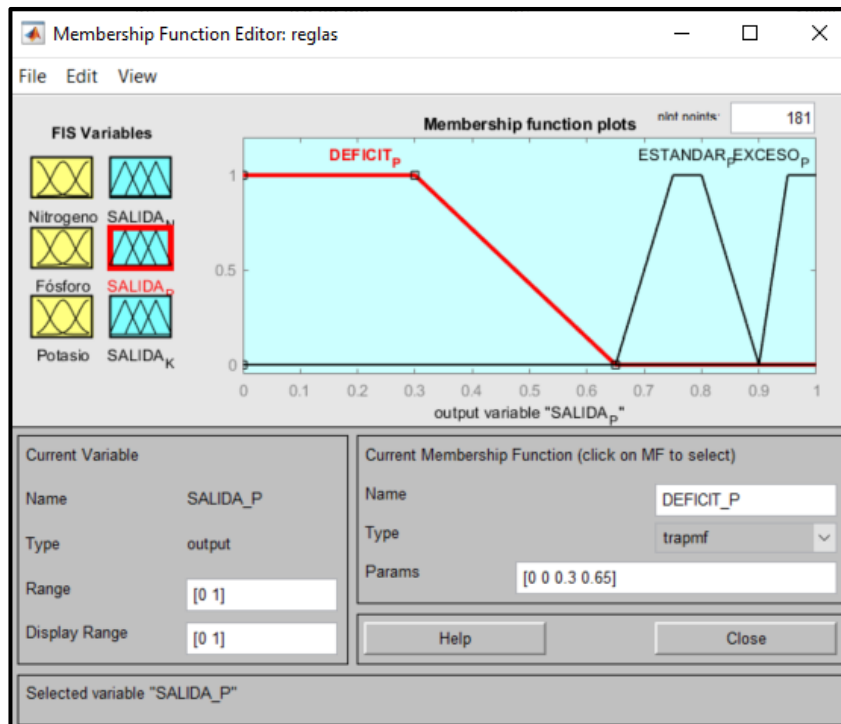 Membership Function Editor: reglas
File Edit View
FIS Variables
Membership function plots
plot points: 181
Nitrogeno SALIDA_N
Fósforo SALIDA_P
Potasio SALIDA_K
DEFICIT_P ESTANDAR_P EXCESO_P
1
0.5
0
0 0.1 0.2 0.3 0.4 0.5 0.6 0.7 0.8 0.9 1
output variable "SALIDA_P"
Current Variable
Name SALIDA_P
Type output
Range [0 1]
Display Range [0 1]
Current Membership Function (click on MF to select)
Name DEFICIT_P
Type trapmf
Params [0 0 0.3 0.65]
Help Close
Selected variable "SALIDA_P"